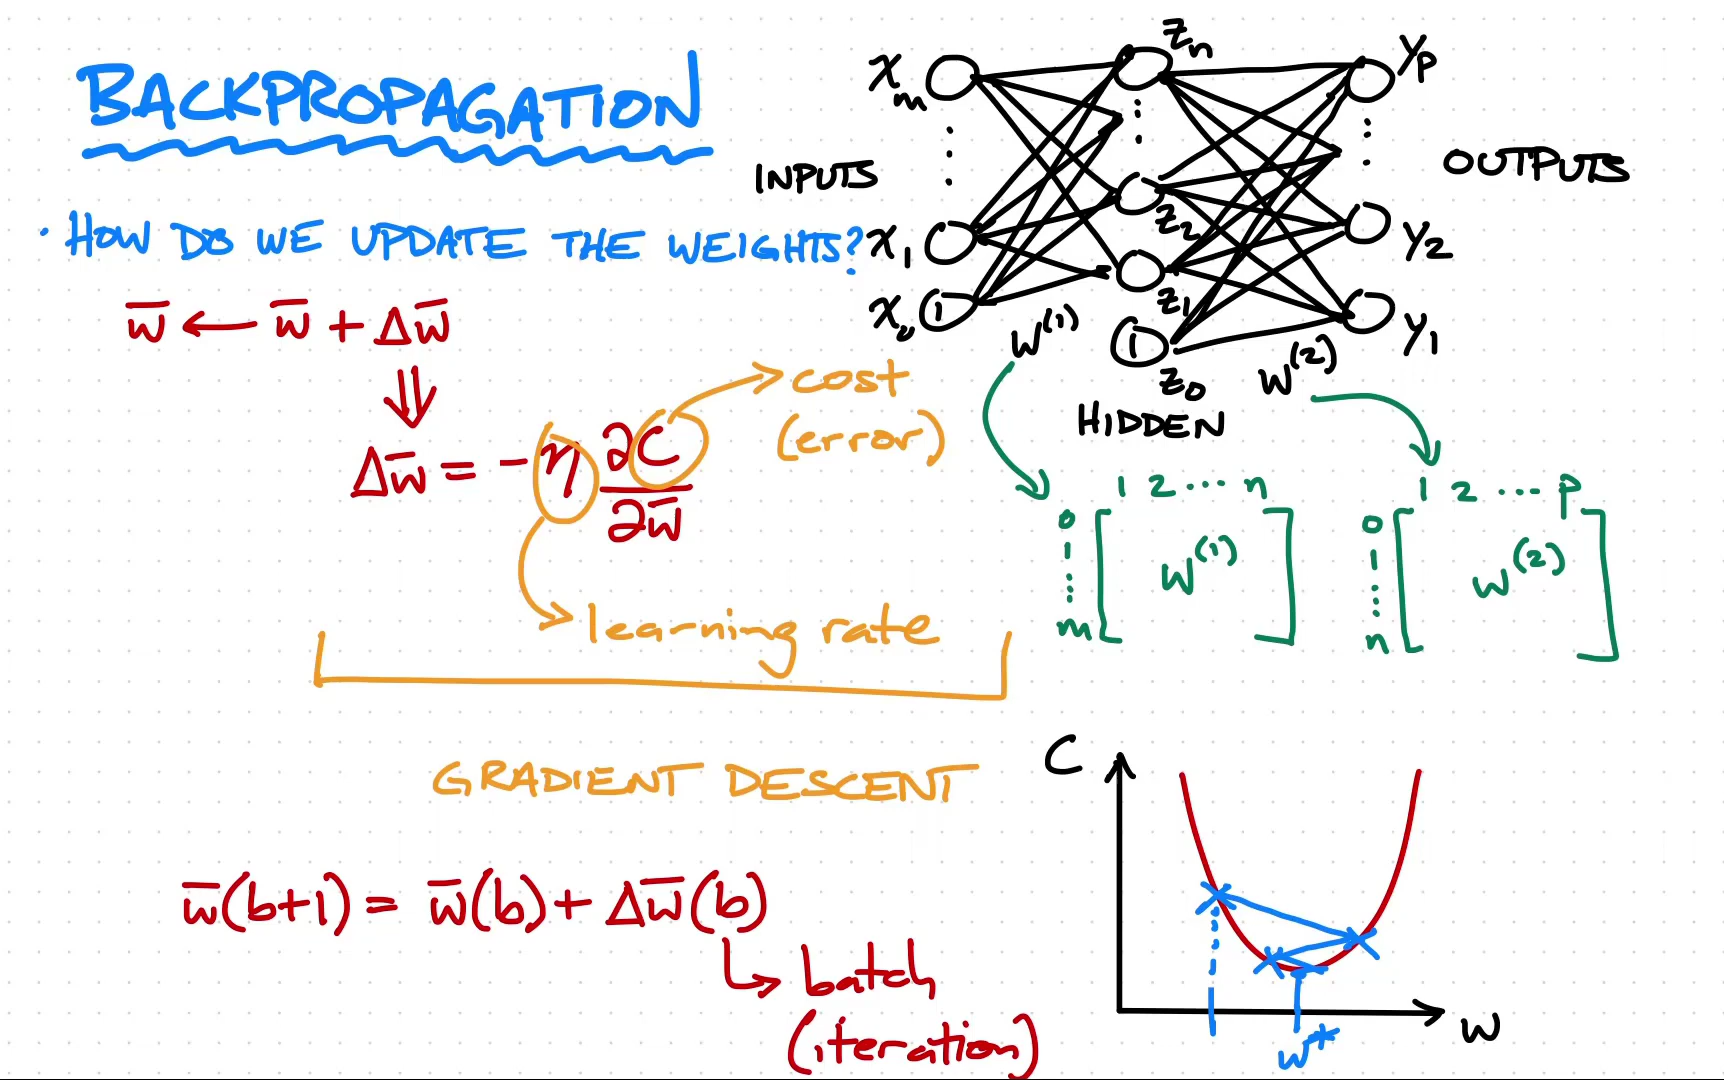 BACKPROPAGATION
· HOW DO WE UPDATE THE WEIGHTS?
w̄ ← w̄ + Δw̄
⇓
Δw̄ = -η ∂C/∂w̄
cost
(error)
learning rate
GRADIENT DESCENT
w̄(b+1) = w̄(b) + Δw̄(b)
batch
(iteration)
INPUTS
x_m
⋮
x_1
x_0 1
z_n
⋮
z_2
z_1
1
z_0
HIDDEN
W^(1)
W^(2)
y_p
⋮
y_2
y_1
OUTPUTS
1 2 ... n
0
1
⋮
m
W^(1)
1 2 ... p
0
1
⋮
n
W^(2)
C
w
w*